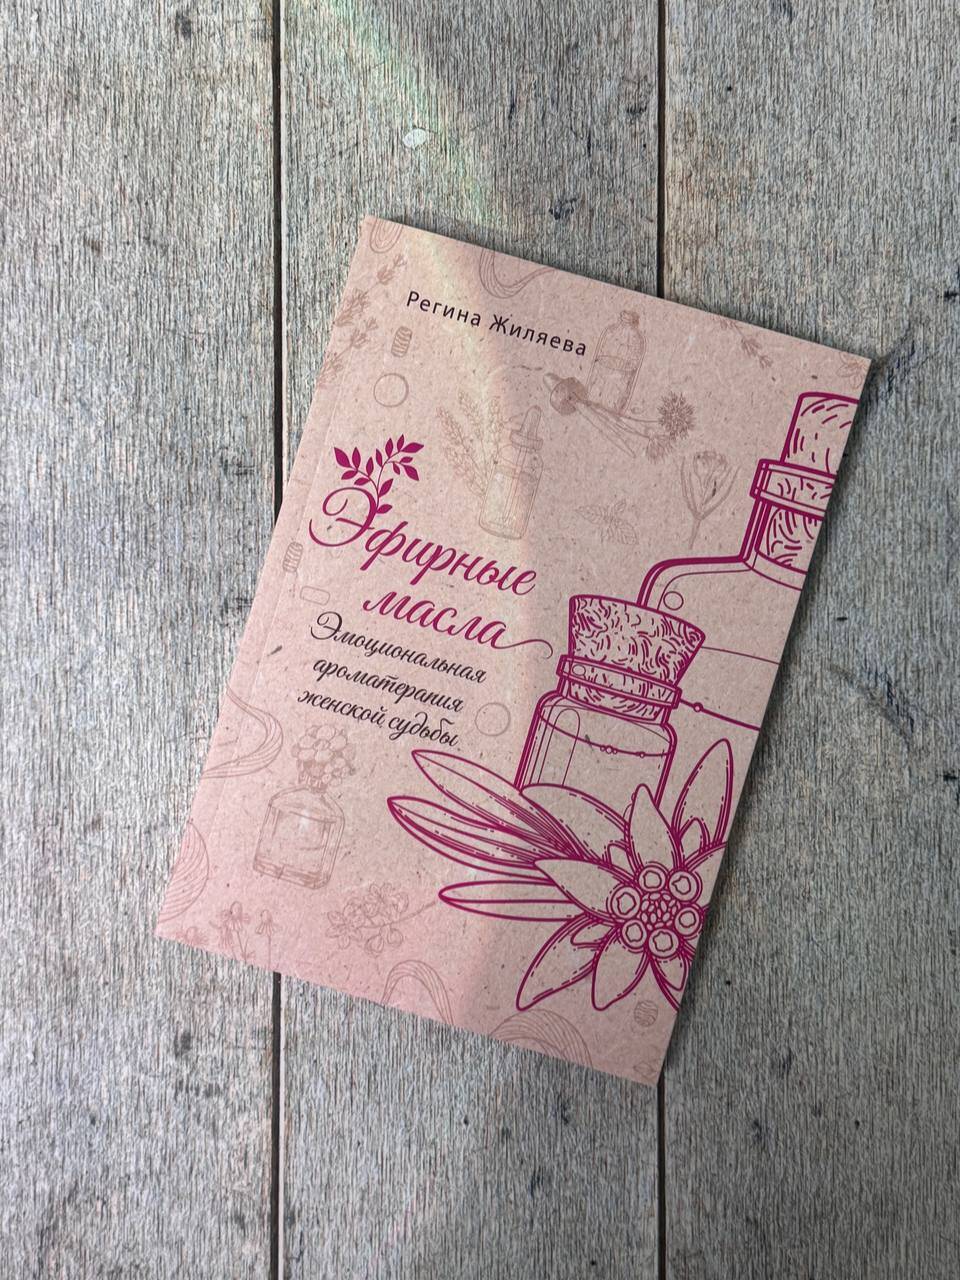 Регина Жиляева
Эфирные
масла
Эмоциональная
ароматерапия
женской судьбы